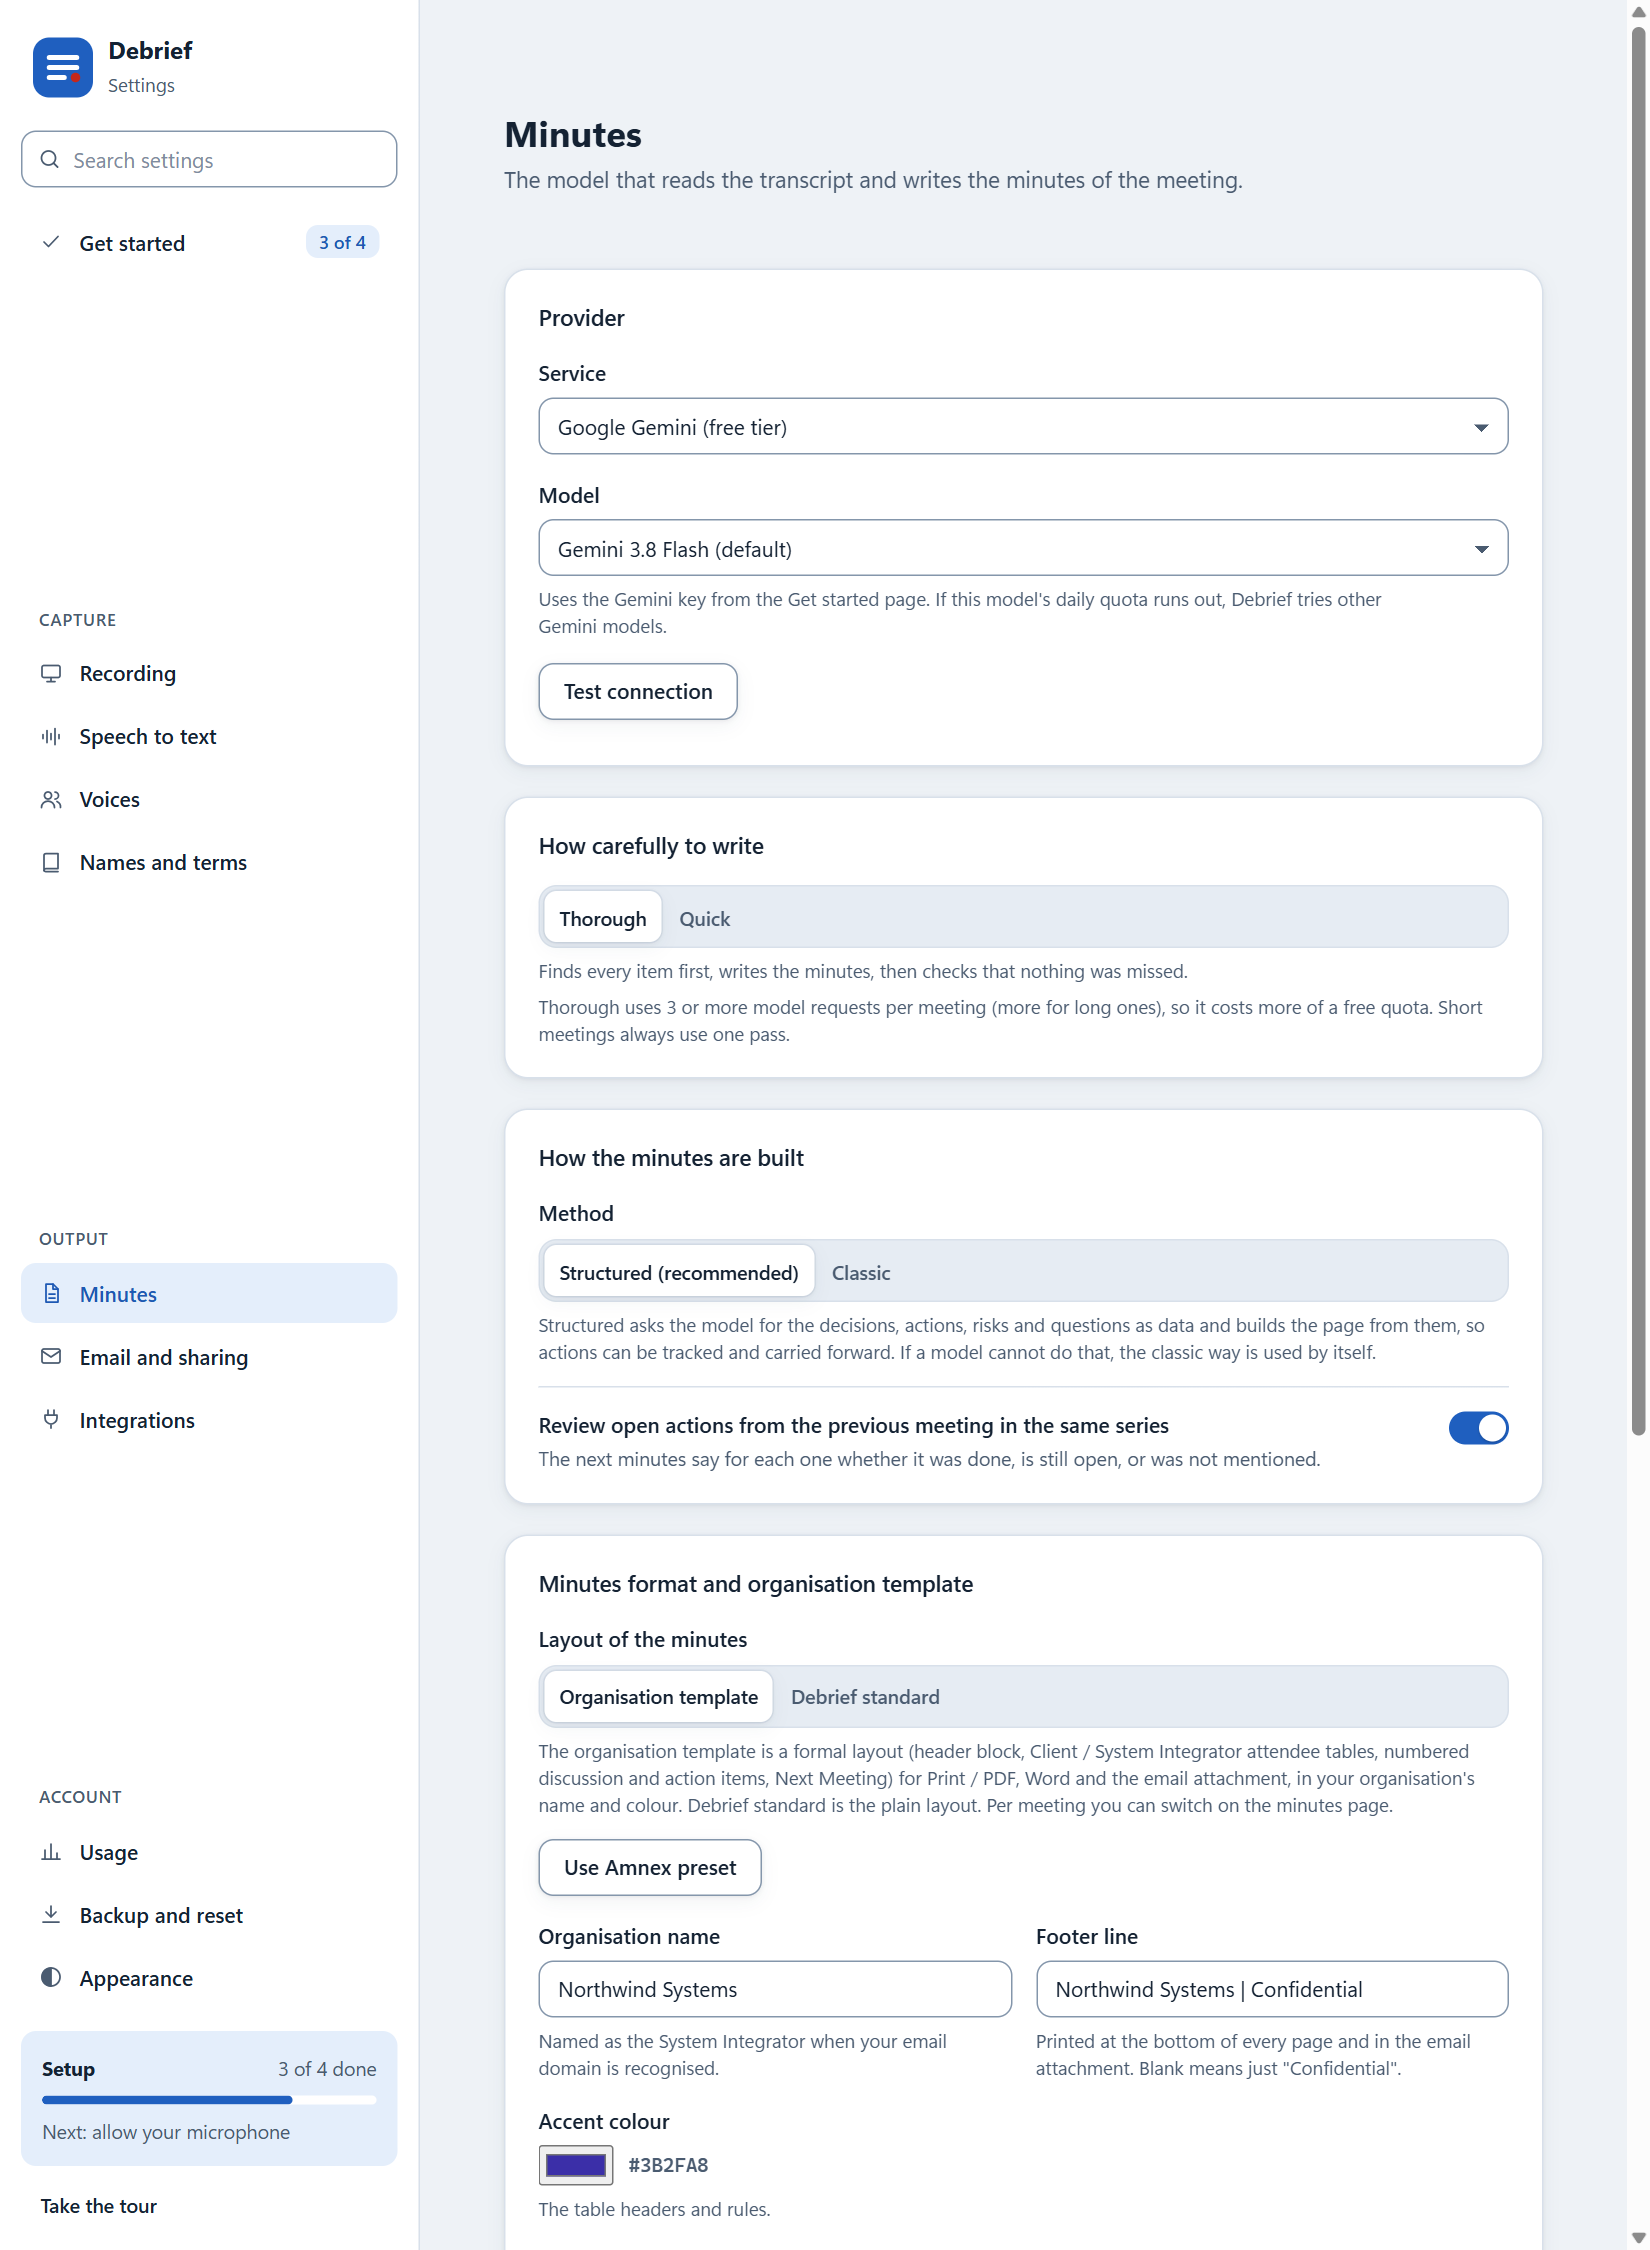 Debrief
Settings
Search settings
Get started
3 of 4
CAPTURE
Recording
Speech to text
Voices
Names and terms
OUTPUT
Minutes
Email and sharing
Integrations
ACCOUNT
Usage
Backup and reset
Appearance
Setup
3 of 4 done
Next: allow your microphone
Take the tour
Minutes
The model that reads the transcript and writes the minutes of the meeting.
Provider
Service
Google Gemini (free tier)
Model
Gemini 3.8 Flash (default)
Uses the Gemini key from the Get started page. If this model's daily quota runs out, Debrief tries other
Gemini models.
Test connection
How carefully to write
Thorough
Quick
Finds every item first, writes the minutes, then checks that nothing was missed.
Thorough uses 3 or more model requests per meeting (more for long ones), so it costs more of a free quota. Short
meetings always use one pass.
How the minutes are built
Method
Structured (recommended)
Classic
Structured asks the model for the decisions, actions, risks and questions as data and builds the page from them, so
actions can be tracked and carried forward. If a model cannot do that, the classic way is used by itself.
Review open actions from the previous meeting in the same series
The next minutes say for each one whether it was done, is still open, or was not mentioned.
Minutes format and organisation template
Layout of the minutes
Organisation template
Debrief standard
The organisation template is a formal layout (header block, Client / System Integrator attendee tables, numbered
discussion and action items, Next Meeting) for Print / PDF, Word and the email attachment, in your organisation's
name and colour. Debrief standard is the plain layout. Per meeting you can switch on the minutes page.
Use Amnex preset
Organisation name
Northwind Systems
Named as the System Integrator when your email
domain is recognised.
Footer line
Northwind Systems | Confidential
Printed at the bottom of every page and in the email
attachment. Blank means just "Confidential".
Accent colour
#3B2FA8
The table headers and rules.